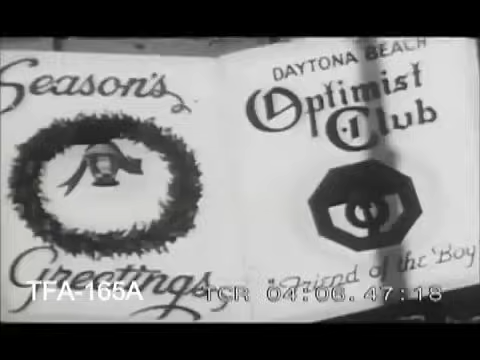 Season's
Greetings
DAYTONA BEACH
Optimist
Club
"Friend of the Boy
TFA-165A
TCR 04:06.47:18